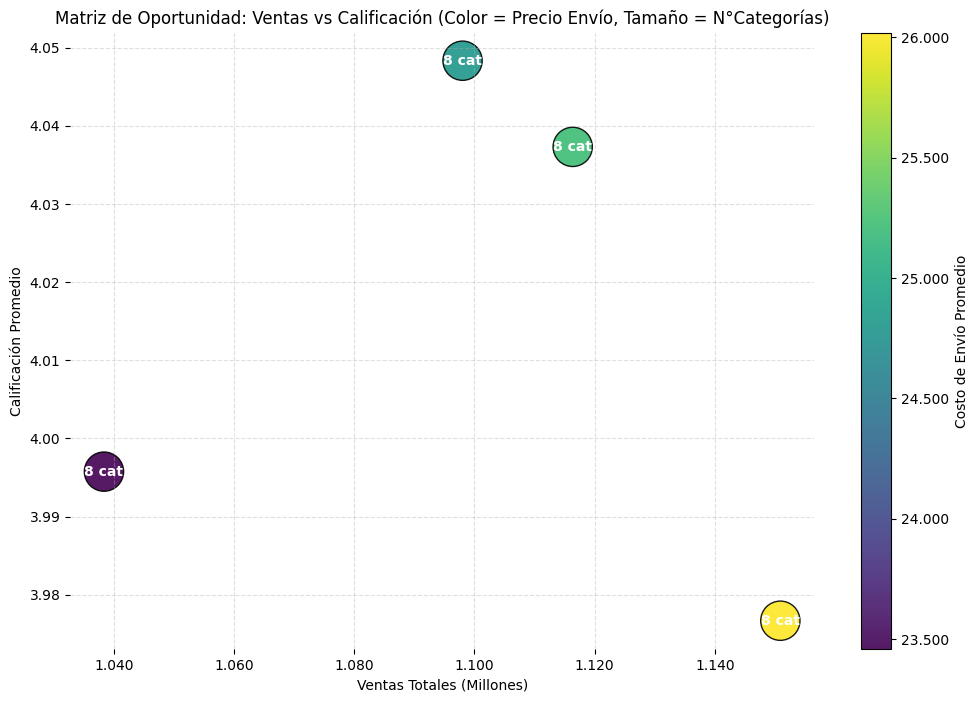 Matriz de Oportunidad: Ventas vs Calificación (Color = Precio Envío, Tamaño = N°Categorías)
4.05
4.04
4.03
4.02
4.01
4.00
3.99
3.98
Calificación Promedio
8 cat
8 cat
8 cat
8 cat
1.040
1.060
1.080
1.100
1.120
1.140
Ventas Totales (Millones)
26.000
25.500
25.000
24.500
24.000
23.500
Costo de Envío Promedio